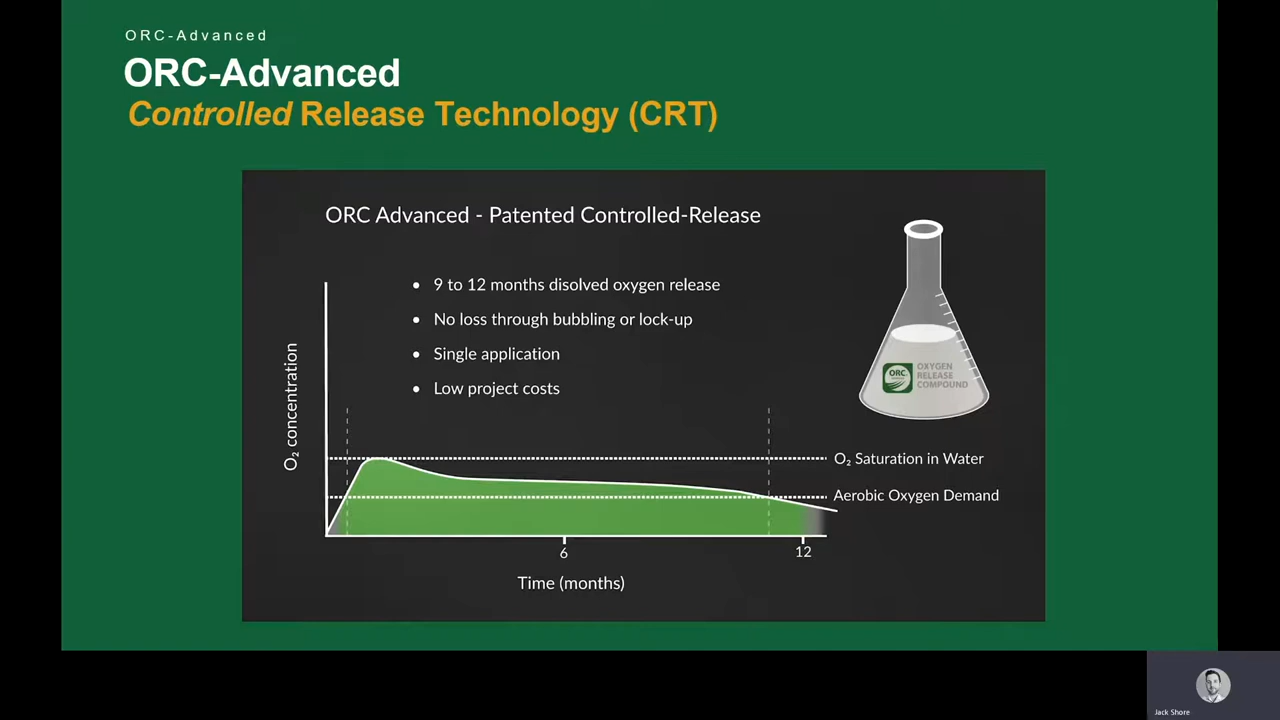 ORC-Advanced
ORC-Advanced
Controlled Release Technology (CRT)
ORC Advanced - Patented Controlled-Release
• 9 to 12 months disolved oxygen release
• No loss through bubbling or lock-up
• Single application
• Low project costs
O₂ concentration
ORC
OXYGEN
RELEASE
COMPOUND
O₂ Saturation in Water
Aerobic Oxygen Demand
6
12
Time (months)
Jack Shore